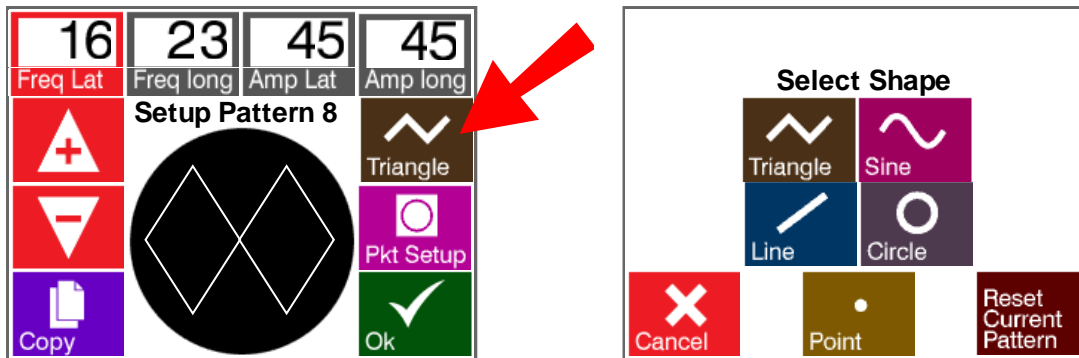 16 23 45 45
Freq Lat Freq long Amp Lat Amp long
Setup Pattern 8
Triangle
Pkt Setup
Copy Ok
Select Shape
Triangle Sine
Line Circle
Cancel Point Reset
Current
Pattern